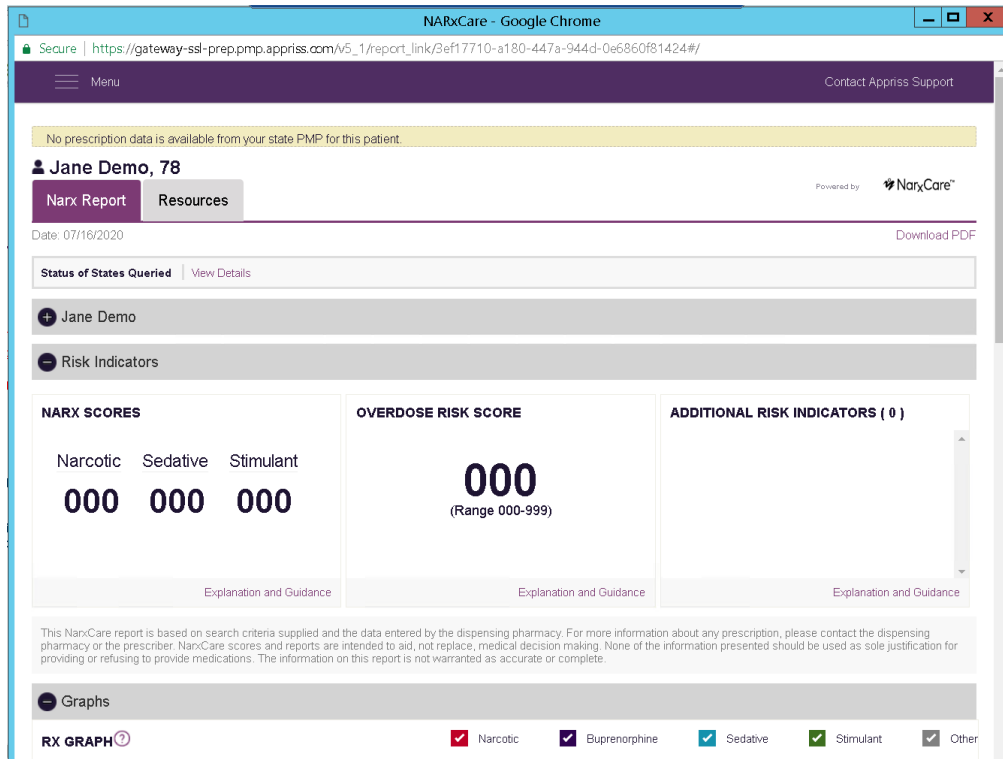 NARxCare - Google Chrome
Secure | https://gateway-ssl-prep.pmp.appriss.com/v5_1/report_link/3ef17710-a180-447a-944d-0e6860f81424#/
Menu
Contact Appriss Support
No prescription data is available from your state PMP for this patient.
Jane Demo, 78
Narx Report
Resources
Powered by
NarxCare™
Date: 07/16/2020
Download PDF
Status of States Queried
View Details
Jane Demo
Risk Indicators
NARX SCORES
Narcotic Sedative Stimulant
000 000 000
Explanation and Guidance
OVERDOSE RISK SCORE
000
(Range 000-999)
Explanation and Guidance
ADDITIONAL RISK INDICATORS ( 0 )
Explanation and Guidance
This NarxCare report is based on search criteria supplied and the data entered by the dispensing pharmacy. For more information about any prescription, please contact the dispensing
pharmacy or the prescriber. NarxCare scores and reports are intended to aid, not replace, medical decision making. None of the information presented should be used as sole justification for
providing or refusing to provide medications. The information on this report is not warranted as accurate or complete.
Graphs
RX GRAPH ?
Narcotic
Buprenorphine
Sedative
Stimulant
Other